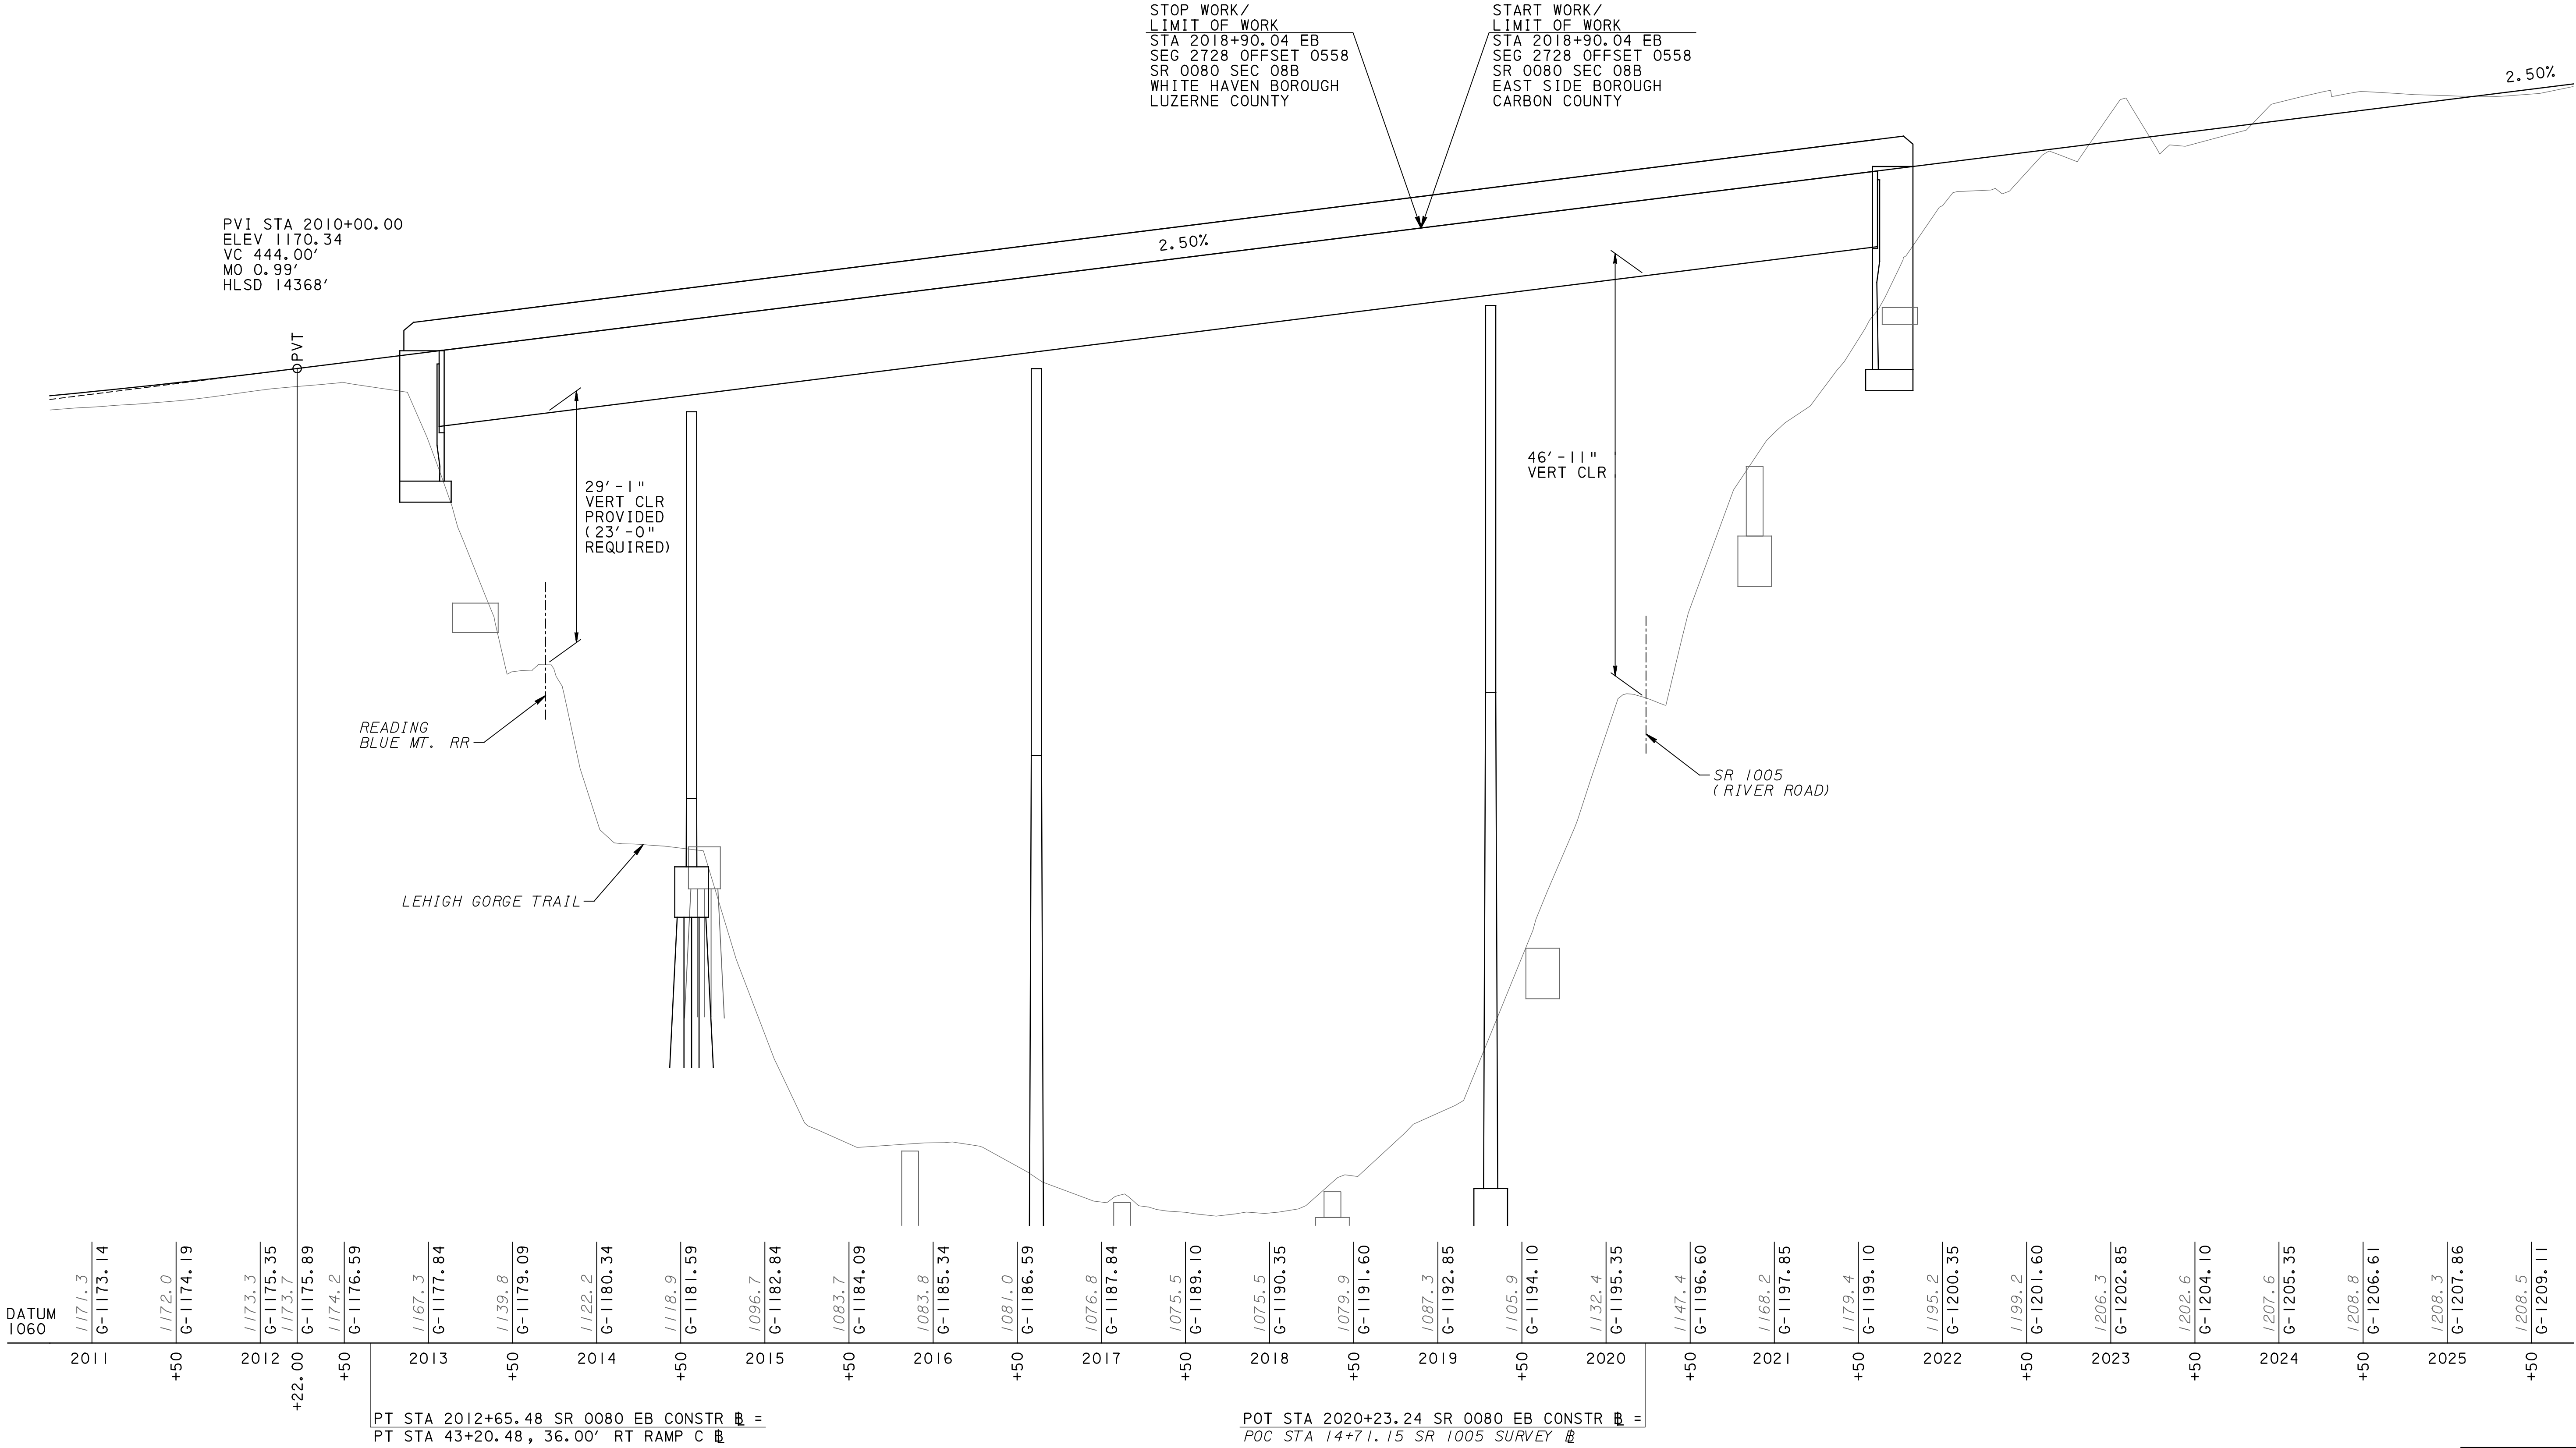 STOP WORK/
LIMIT OF WORK
STA 2018+90.04 EB
SEG 2728 OFFSET 0558
SR 0080 SEC 08B
WHITE HAVEN BOROUGH
LUZERNE COUNTY
START WORK/
LIMIT OF WORK
STA 2018+90.04 EB
SEG 2728 OFFSET 0558
SR 0080 SEC 08B
EAST SIDE BOROUGH
CARBON COUNTY
2.50%
PVI STA 2010+00.00
ELEV 1170.34
VC 444.00'
MO 0.99'
HLSD 14368'
2.50%
PVT
29'-1"
VERT CLR
PROVIDED
(23'-0"
REQUIRED)
46'-11"
VERT CLR
READING
BLUE MT. RR
SR 1005
(RIVER ROAD)
LEHIGH GORGE TRAIL
DATUM
1060
1171.3
G-1173.14
1172.0
G-1174.19
1173.3
G-1175.35
1173.7
G-1175.89
1174.2
G-1176.59
1167.3
G-1177.84
1139.8
G-1179.09
1122.2
G-1180.34
1118.9
G-1181.59
1096.7
G-1182.84
1083.7
G-1184.09
1083.8
G-1185.34
1081.0
G-1186.59
1076.8
G-1187.84
1075.5
G-1189.10
1075.5
G-1190.35
1079.9
G-1191.60
1087.3
G-1192.85
1105.9
G-1194.10
1132.4
G-1195.35
1147.4
G-1196.60
1168.2
G-1197.85
1179.4
G-1199.10
1195.2
G-1200.35
1199.2
G-1201.60
1206.3
G-1202.85
1202.6
G-1204.10
1207.6
G-1205.35
1208.8
G-1206.61
1208.3
G-1207.86
1208.5
G-1209.11
2011
+50
2012
+22.00
+50
2013
+50
2014
+50
2015
+50
2016
+50
2017
+50
2018
+50
2019
+50
2020
+50
2021
+50
2022
+50
2023
+50
2024
+50
2025
+50
PT STA 2012+65.48 SR 0080 EB CONSTR BL =
PT STA 43+20.48, 36.00' RT RAMP C BL
POT STA 2020+23.24 SR 0080 EB CONSTR BL =
POC STA 14+71.15 SR 1005 SURVEY BL